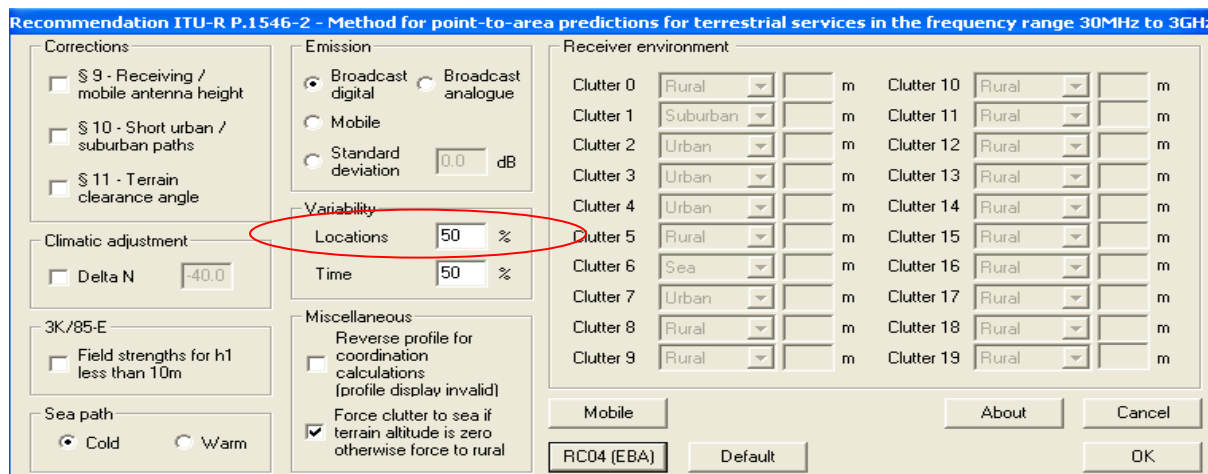 Recommendation ITU-R P.1546-2 - Method for point-to-area predictions for terrestrial services in the frequency range 30MHz to 3GHz
Corrections
§ 9 - Receiving /
mobile antenna height
§ 10 - Short urban /
suburban paths
§ 11 - Terrain
clearance angle
Climatic adjustment
Delta N -40.0
3K/85-E
Field strengths for h1
less than 10m
Sea path
Cold Warm
Emission
Broadcast digital Broadcast analogue
Mobile
Standard deviation 0.0 dB
Variability
Locations 50 %
Time 50 %
Miscellaneous
Reverse profile for
coordination
calculations
(profile display invalid)
Force clutter to sea if
terrain altitude is zero
otherwise force to rural
Receiver environment
Clutter 0 Rural m Clutter 10 Rural m
Clutter 1 Suburban m Clutter 11 Rural m
Clutter 2 Urban m Clutter 12 Rural m
Clutter 3 Urban m Clutter 13 Rural m
Clutter 4 Urban m Clutter 14 Rural m
Clutter 5 Rural m Clutter 15 Rural m
Clutter 6 Sea m Clutter 16 Rural m
Clutter 7 Urban m Clutter 17 Rural m
Clutter 8 Rural m Clutter 18 Rural m
Clutter 9 Rural m Clutter 19 Rural m
Mobile About Cancel
RC04 (EBA) Default OK